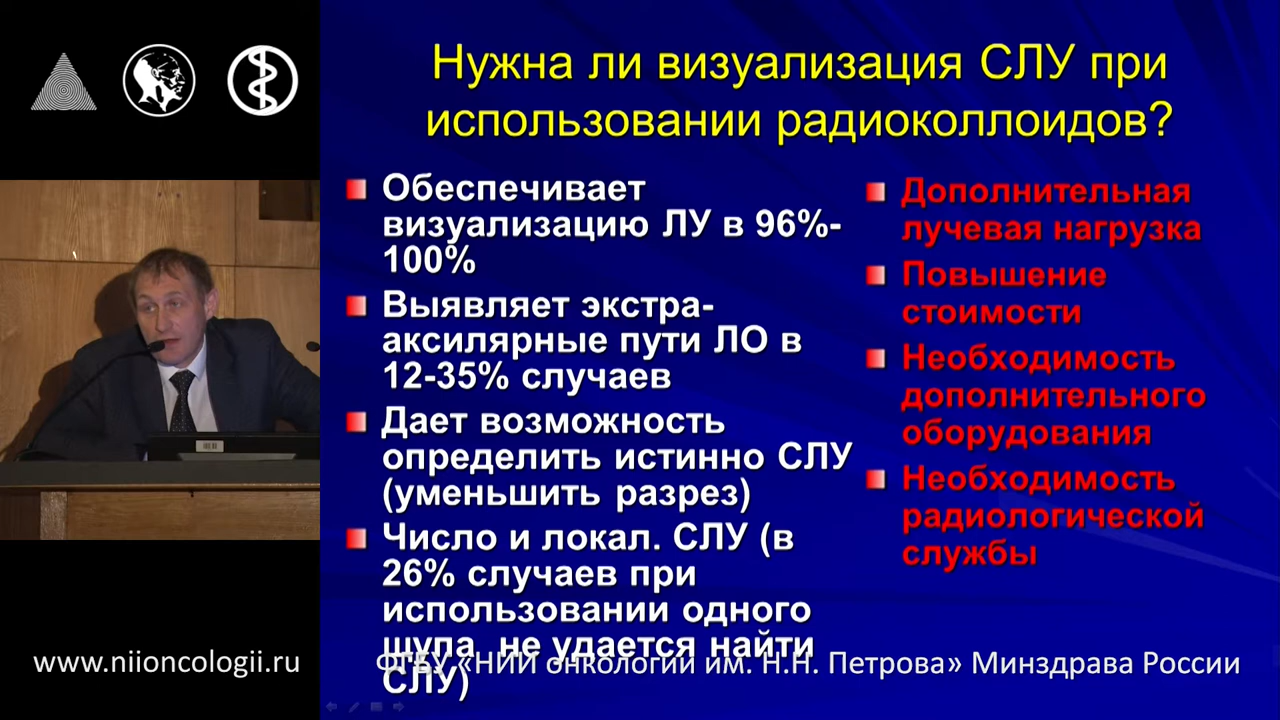 Нужна ли визуализация СЛУ при
использовании радиоколлоидов?
Обеспечивает
визуализацию ЛУ в 96%-
100%
Выявляет экстра-
аксилярные пути ЛО в
12-35% случаев
Дает возможность
определить истинно СЛУ
(уменьшить разрез)
Число и локал. СЛУ (в
26% случаев при
использовании одного
щупа не удается найти
СЛУ)
Дополнительная
лучевая нагрузка
Повышение
стоимости
Необходимость
дополнительного
оборудования
Необходимость
радиологической
службы
www.niioncologii.ru
ФГБУ «НИИ онкологии им. Н.Н. Петрова» Минздрава России